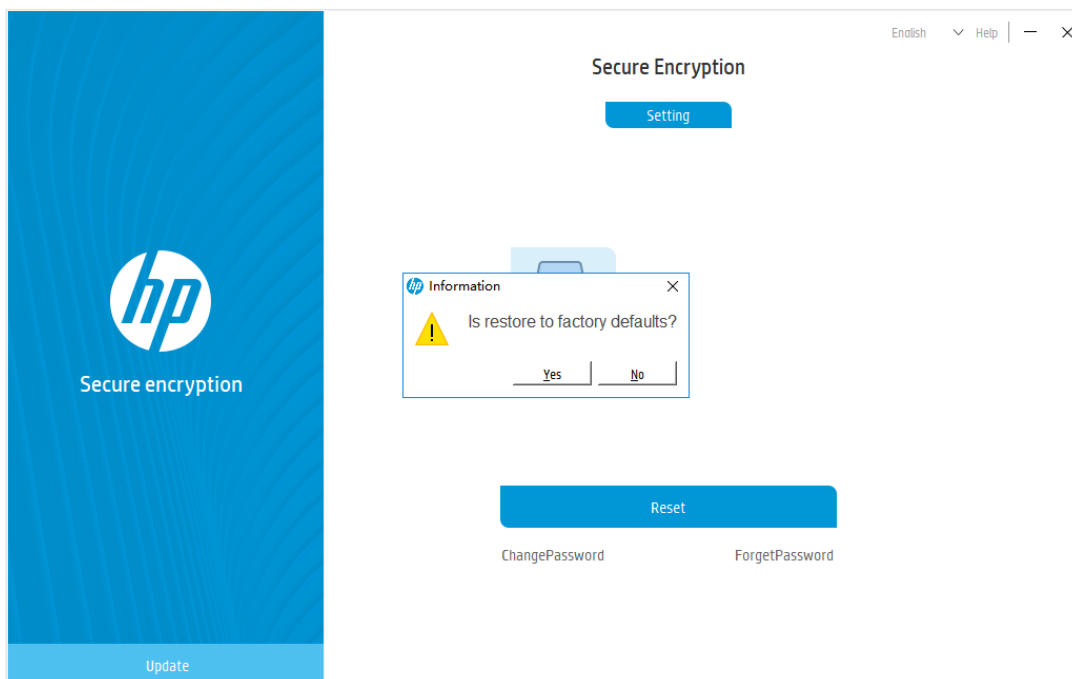 English Help
Secure Encryption
Setting
hp
Secure encryption
hp Information
Is restore to factory defaults?
Yes No
Reset
ChangePassword ForgetPassword
Update